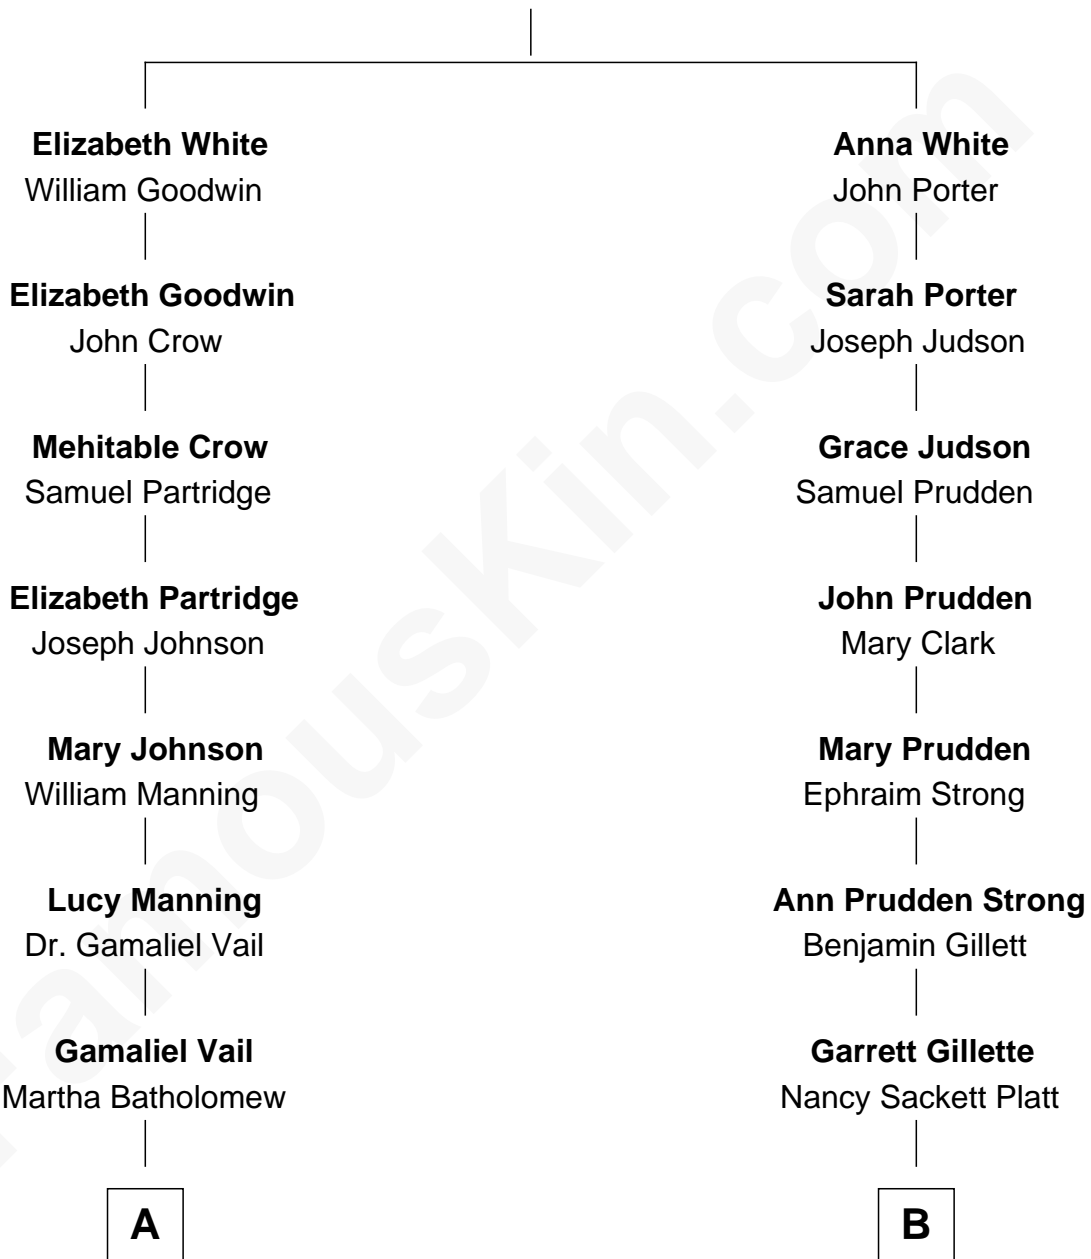 Elizabeth White
William Goodwin
Elizabeth Goodwin
John Crow
Mehitable Crow
Samuel Partridge
Elizabeth Partridge
Joseph Johnson
Mary Johnson
William Manning
Lucy Manning
Dr. Gamaliel Vail
Gamaliel Vail
Martha Batholomew
A
Anna White
John Porter
Sarah Porter
Joseph Judson
Grace Judson
Samuel Prudden
John Prudden
Mary Clark
Mary Prudden
Ephraim Strong
Ann Prudden Strong
Benjamin Gillett
Garrett Gillette
Nancy Sackett Platt
B
FamousKin.com